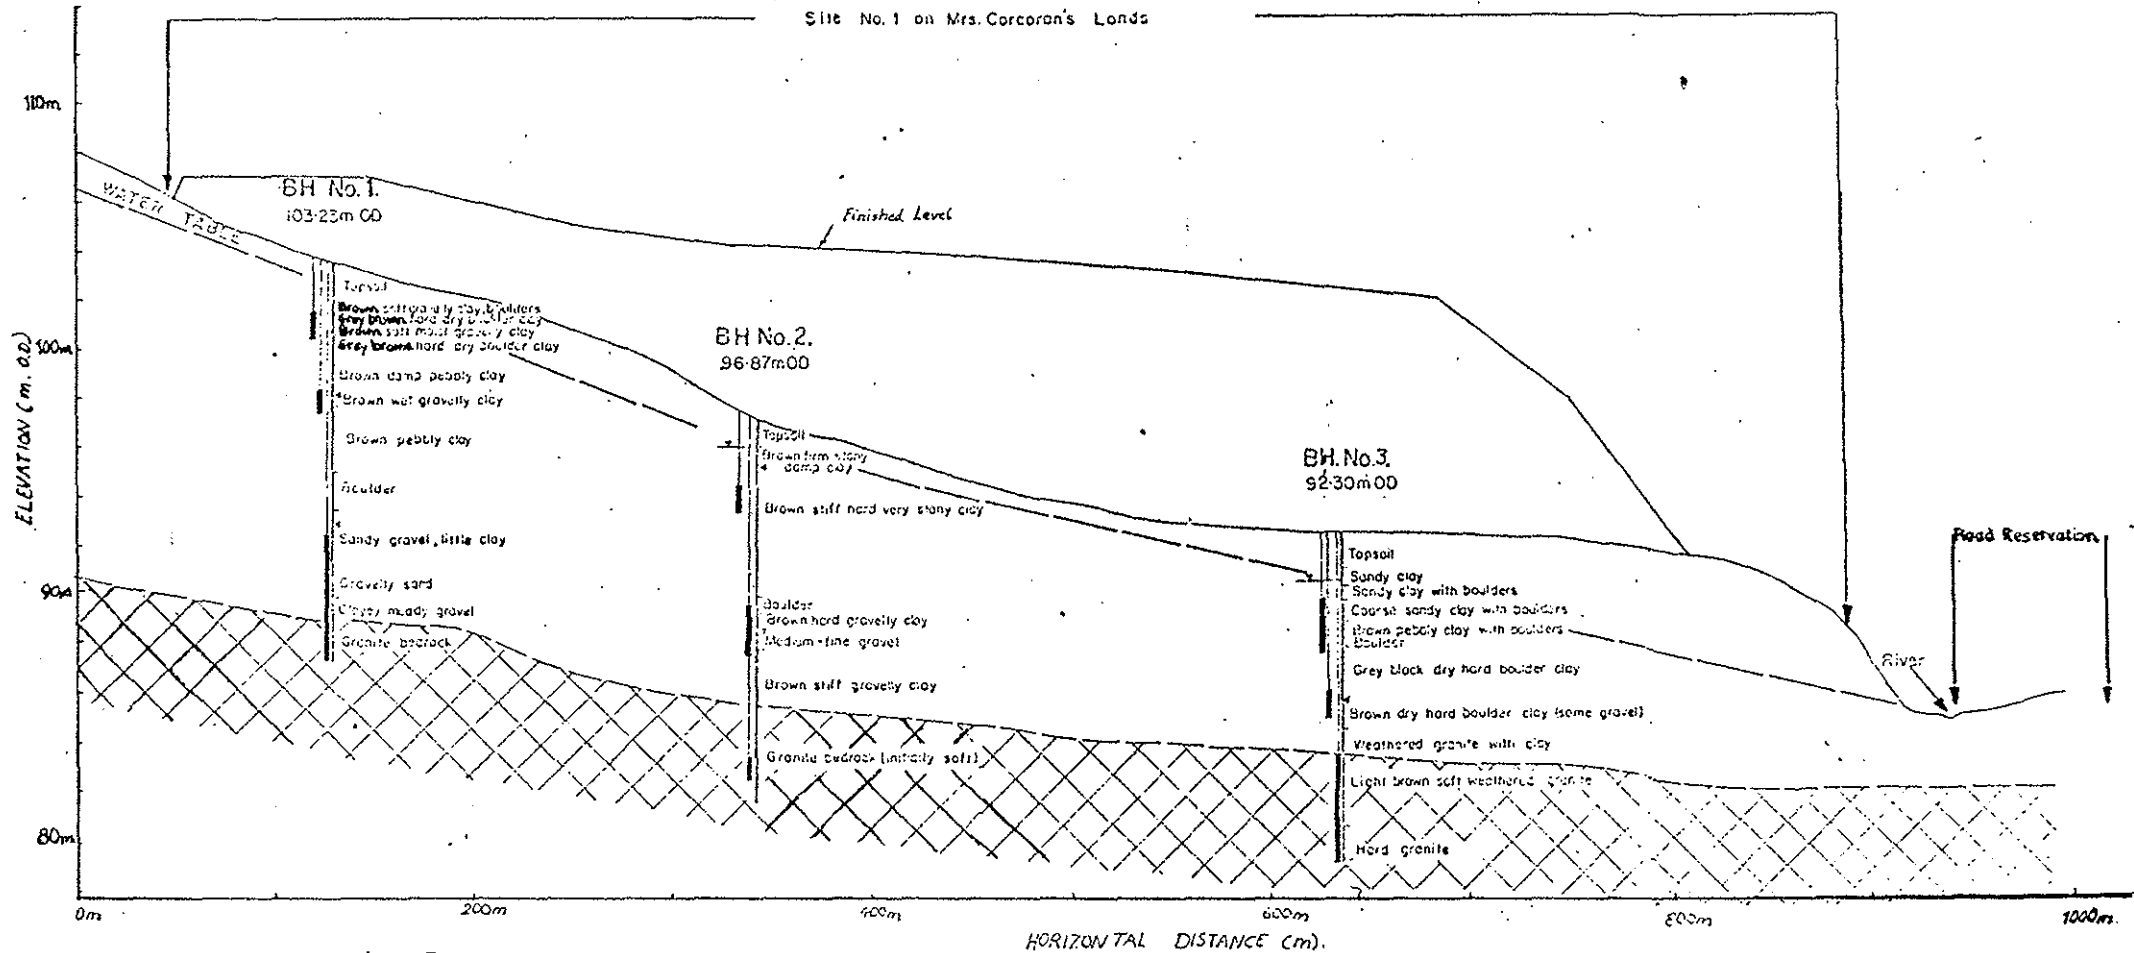 Site No. 1 on Mrs. Corcoran's Lands
110m
WATER TABLE
BH No. 1.
103·23m OD
Finished Level
Topsoil
Brown soft gravelly clay, boulders
Grey brown hard dry boulder clay
Brown soft moist gravelly clay
Grey brown hard dry boulder clay
Brown damp pebbly clay
Brown wet gravelly clay
Brown pebbly clay
Boulder
Sandy gravel, little clay
Gravelly sand
Clayey muddy gravel
Granite bedrock
BH No. 2.
96·87m OD
Topsoil
Brown firm stony
damp clay
Brown stiff hard very stony clay
Boulder
Brown hard gravelly clay
Medium-fine gravel
Brown stiff gravelly clay
Granite bedrock (initially soft)
BH. No. 3.
92·30m OD
Topsoil
Sandy clay
Sandy clay with boulders
Coarse sandy clay with boulders
Brown pebbly clay with boulders
Boulder
Grey black dry hard boulder clay
Brown dry hard boulder clay (some gravel)
Weathered granite with clay
Light brown soft weathered granite
Hard granite
Road Reservation
River
100m
90m
80m
ELEVATION (m. O.D)
0m 200m 400m 600m 800m 1000m.
HORIZONTAL DISTANCE (m).